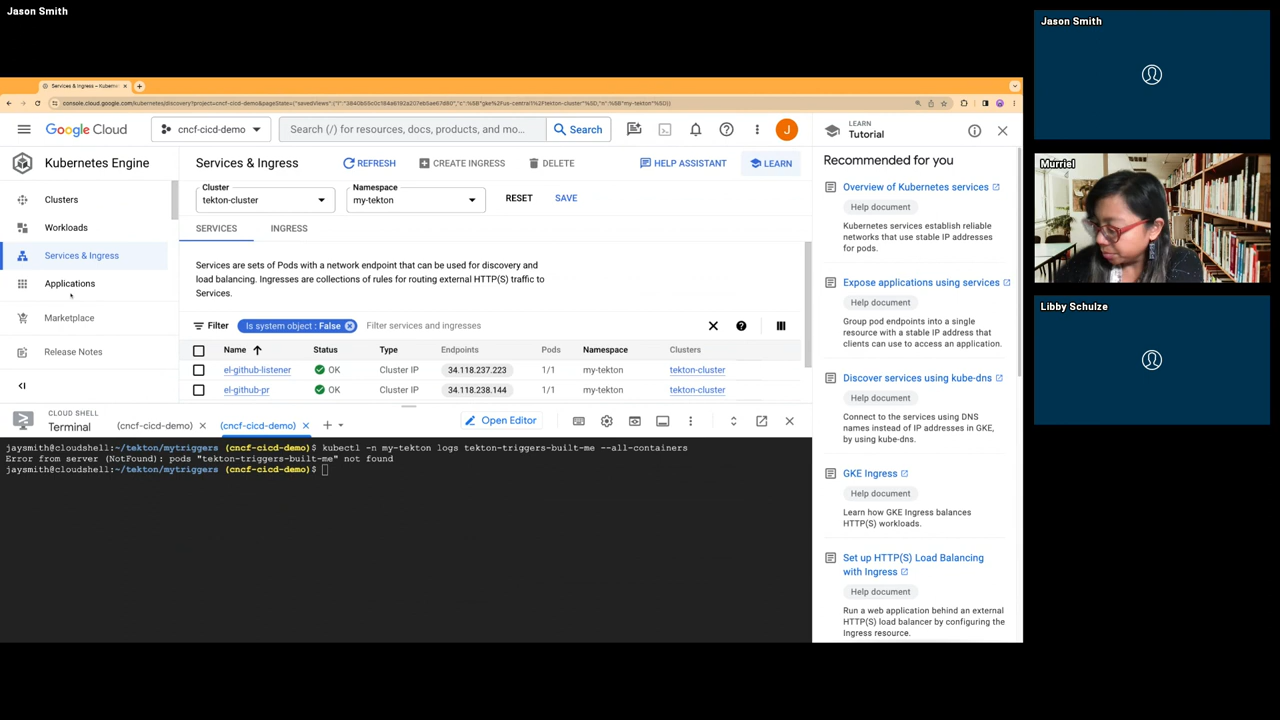 Jason Smith
Services & Ingress – Kuberne
console.cloud.google.com/kubernetes/discovery?project=cncf-cicd-demo&pageState=
Google Cloud
cncf-cicd-demo
Search (/) for resources, docs, products, and mo...
Search
J
Kubernetes Engine
Clusters
Workloads
Services & Ingress
Applications
Marketplace
Release Notes
Services & Ingress
REFRESH
CREATE INGRESS
DELETE
HELP ASSISTANT
LEARN
Cluster
tekton-cluster
Namespace
my-tekton
RESET
SAVE
SERVICES
INGRESS
Services are sets of Pods with a network endpoint that can be used for discovery and
load balancing. Ingresses are collections of rules for routing external HTTP(S) traffic to
Services.
Filter
Is system object : False
Filter services and ingresses
Name Status Type Endpoints Pods Namespace Clusters
el-github-listener OK Cluster IP 34.118.237.223 1/1 my-tekton tekton-cluster
el-github-pr OK Cluster IP 34.118.238.144 1/1 my-tekton tekton-cluster
CLOUD SHELL
Terminal
(cncf-cicd-demo)
(cncf-cicd-demo)
Open Editor
jaysmith@cloudshell:~/tekton/mytriggers (cncf-cicd-demo)$ kubectl -n my-tekton logs tekton-triggers-built-me --all-containers
Error from server (NotFound): pods "tekton-triggers-built-me" not found
jaysmith@cloudshell:~/tekton/mytriggers (cncf-cicd-demo)$
LEARN
Tutorial
Recommended for you
Overview of Kubernetes services
Help document
Kubernetes services establish reliable
networks that use stable IP addresses
for pods.
Expose applications using services
Help document
Group pod endpoints into a single
resource with a stable IP address that
clients can use to access an application.
Discover services using kube-dns
Help document
Connect to the services using DNS
names instead of IP addresses in GKE,
by using kube-dns.
GKE Ingress
Help document
Learn how GKE Ingress balances
HTTP(S) workloads.
Set up HTTP(S) Load Balancing
with Ingress
Help document
Run a web application behind an external
HTTP(S) load balancer by configuring the
Ingress resource.
Jason Smith
Murriel
Libby Schulze